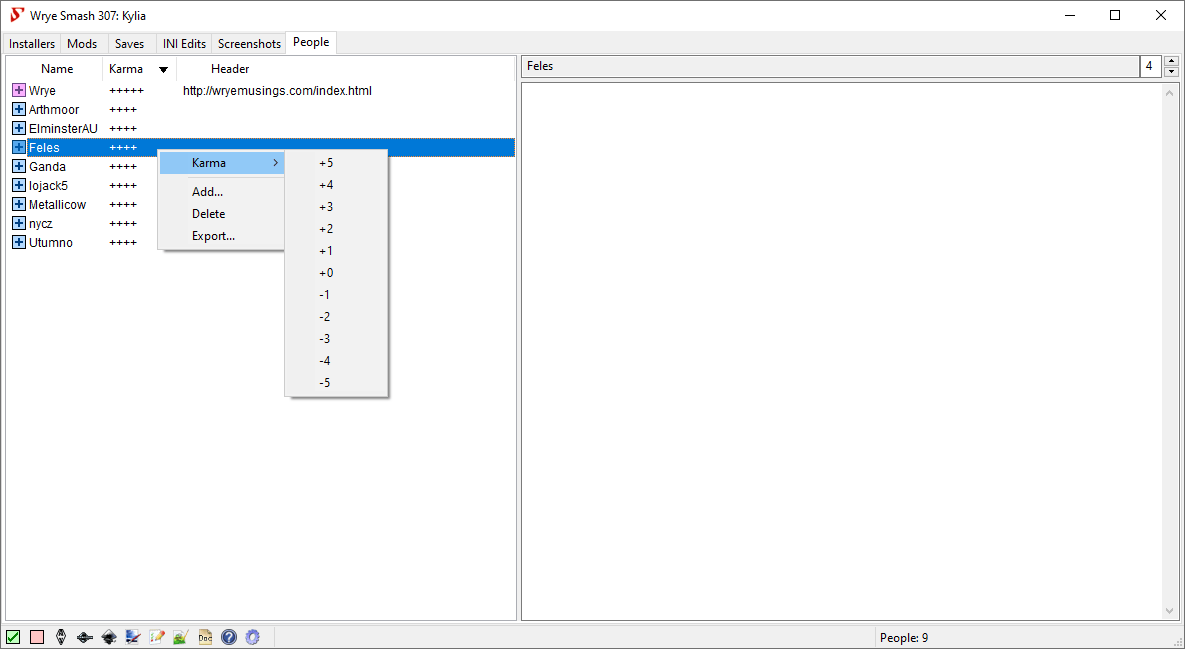 Wrye Smash 307: Kylia
Installers Mods Saves INI Edits Screenshots People
Name Karma Header
Feles 4
Wrye +++++ http://wryemusings.com/index.html
Arthmoor ++++
ElminsterAU ++++
Feles ++++
Ganda ++++
lojack5 ++++
Metallicow ++++
nycz ++++
Utumno ++++
Karma
Add...
Delete
Export...
+5
+4
+3
+2
+1
+0
-1
-2
-3
-4
-5
Doc
People: 9